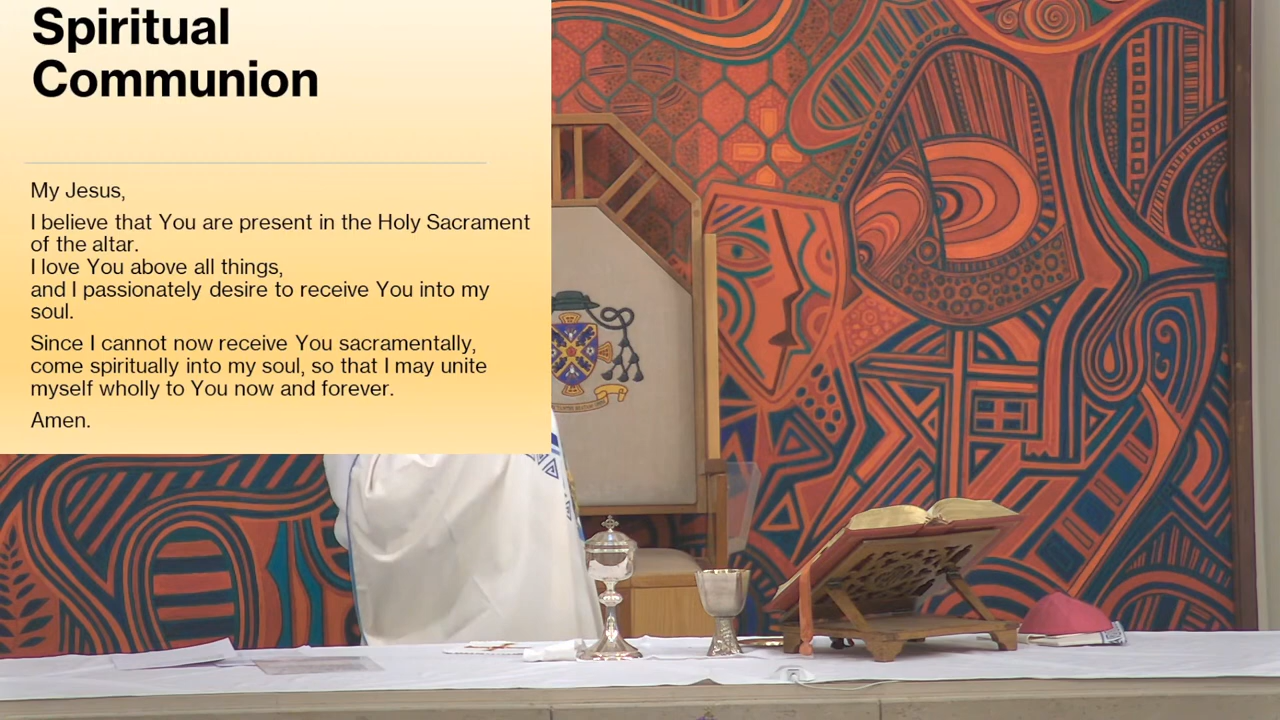 Spiritual
Communion
My Jesus,
I believe that You are present in the Holy Sacrament
of the altar.
I love You above all things,
and I passionately desire to receive You into my
soul.
Since I cannot now receive You sacramentally,
come spiritually into my soul, so that I may unite
myself wholly to You now and forever.
Amen.